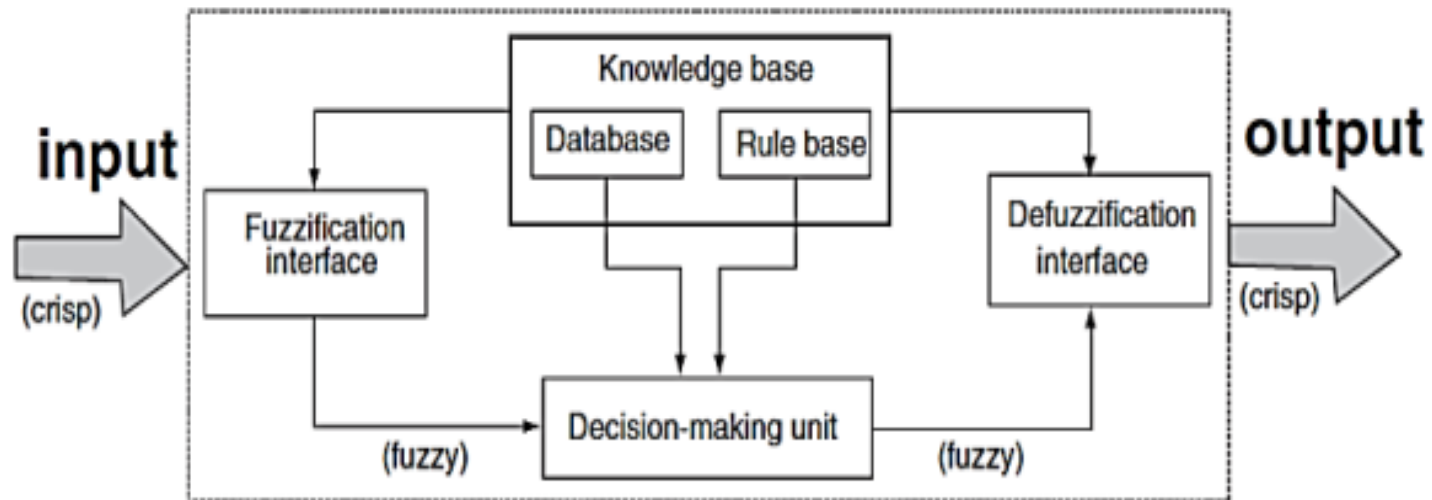 Knowledge base
Database
Rule base
input
(crisp)
Fuzzification
interface
Decision-making unit
(fuzzy)
(fuzzy)
Defuzzification
interface
output
(crisp)